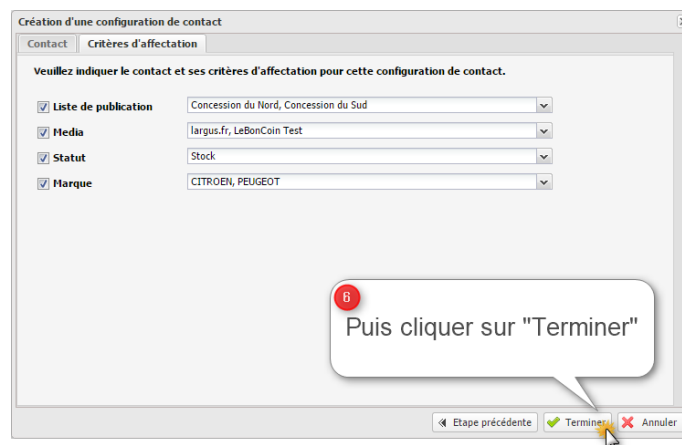 Création d'une configuration de contact
Contact Critères d'affectation
Veuillez indiquer le contact et ses critères d'affectation pour cette configuration de contact.
Liste de publication Concession du Nord, Concession du Sud
Media largus.fr, LeBonCoin Test
Statut Stock
Marque CITROEN, PEUGEOT
6
Puis cliquer sur "Terminer"
Etape précédente Terminer Annuler